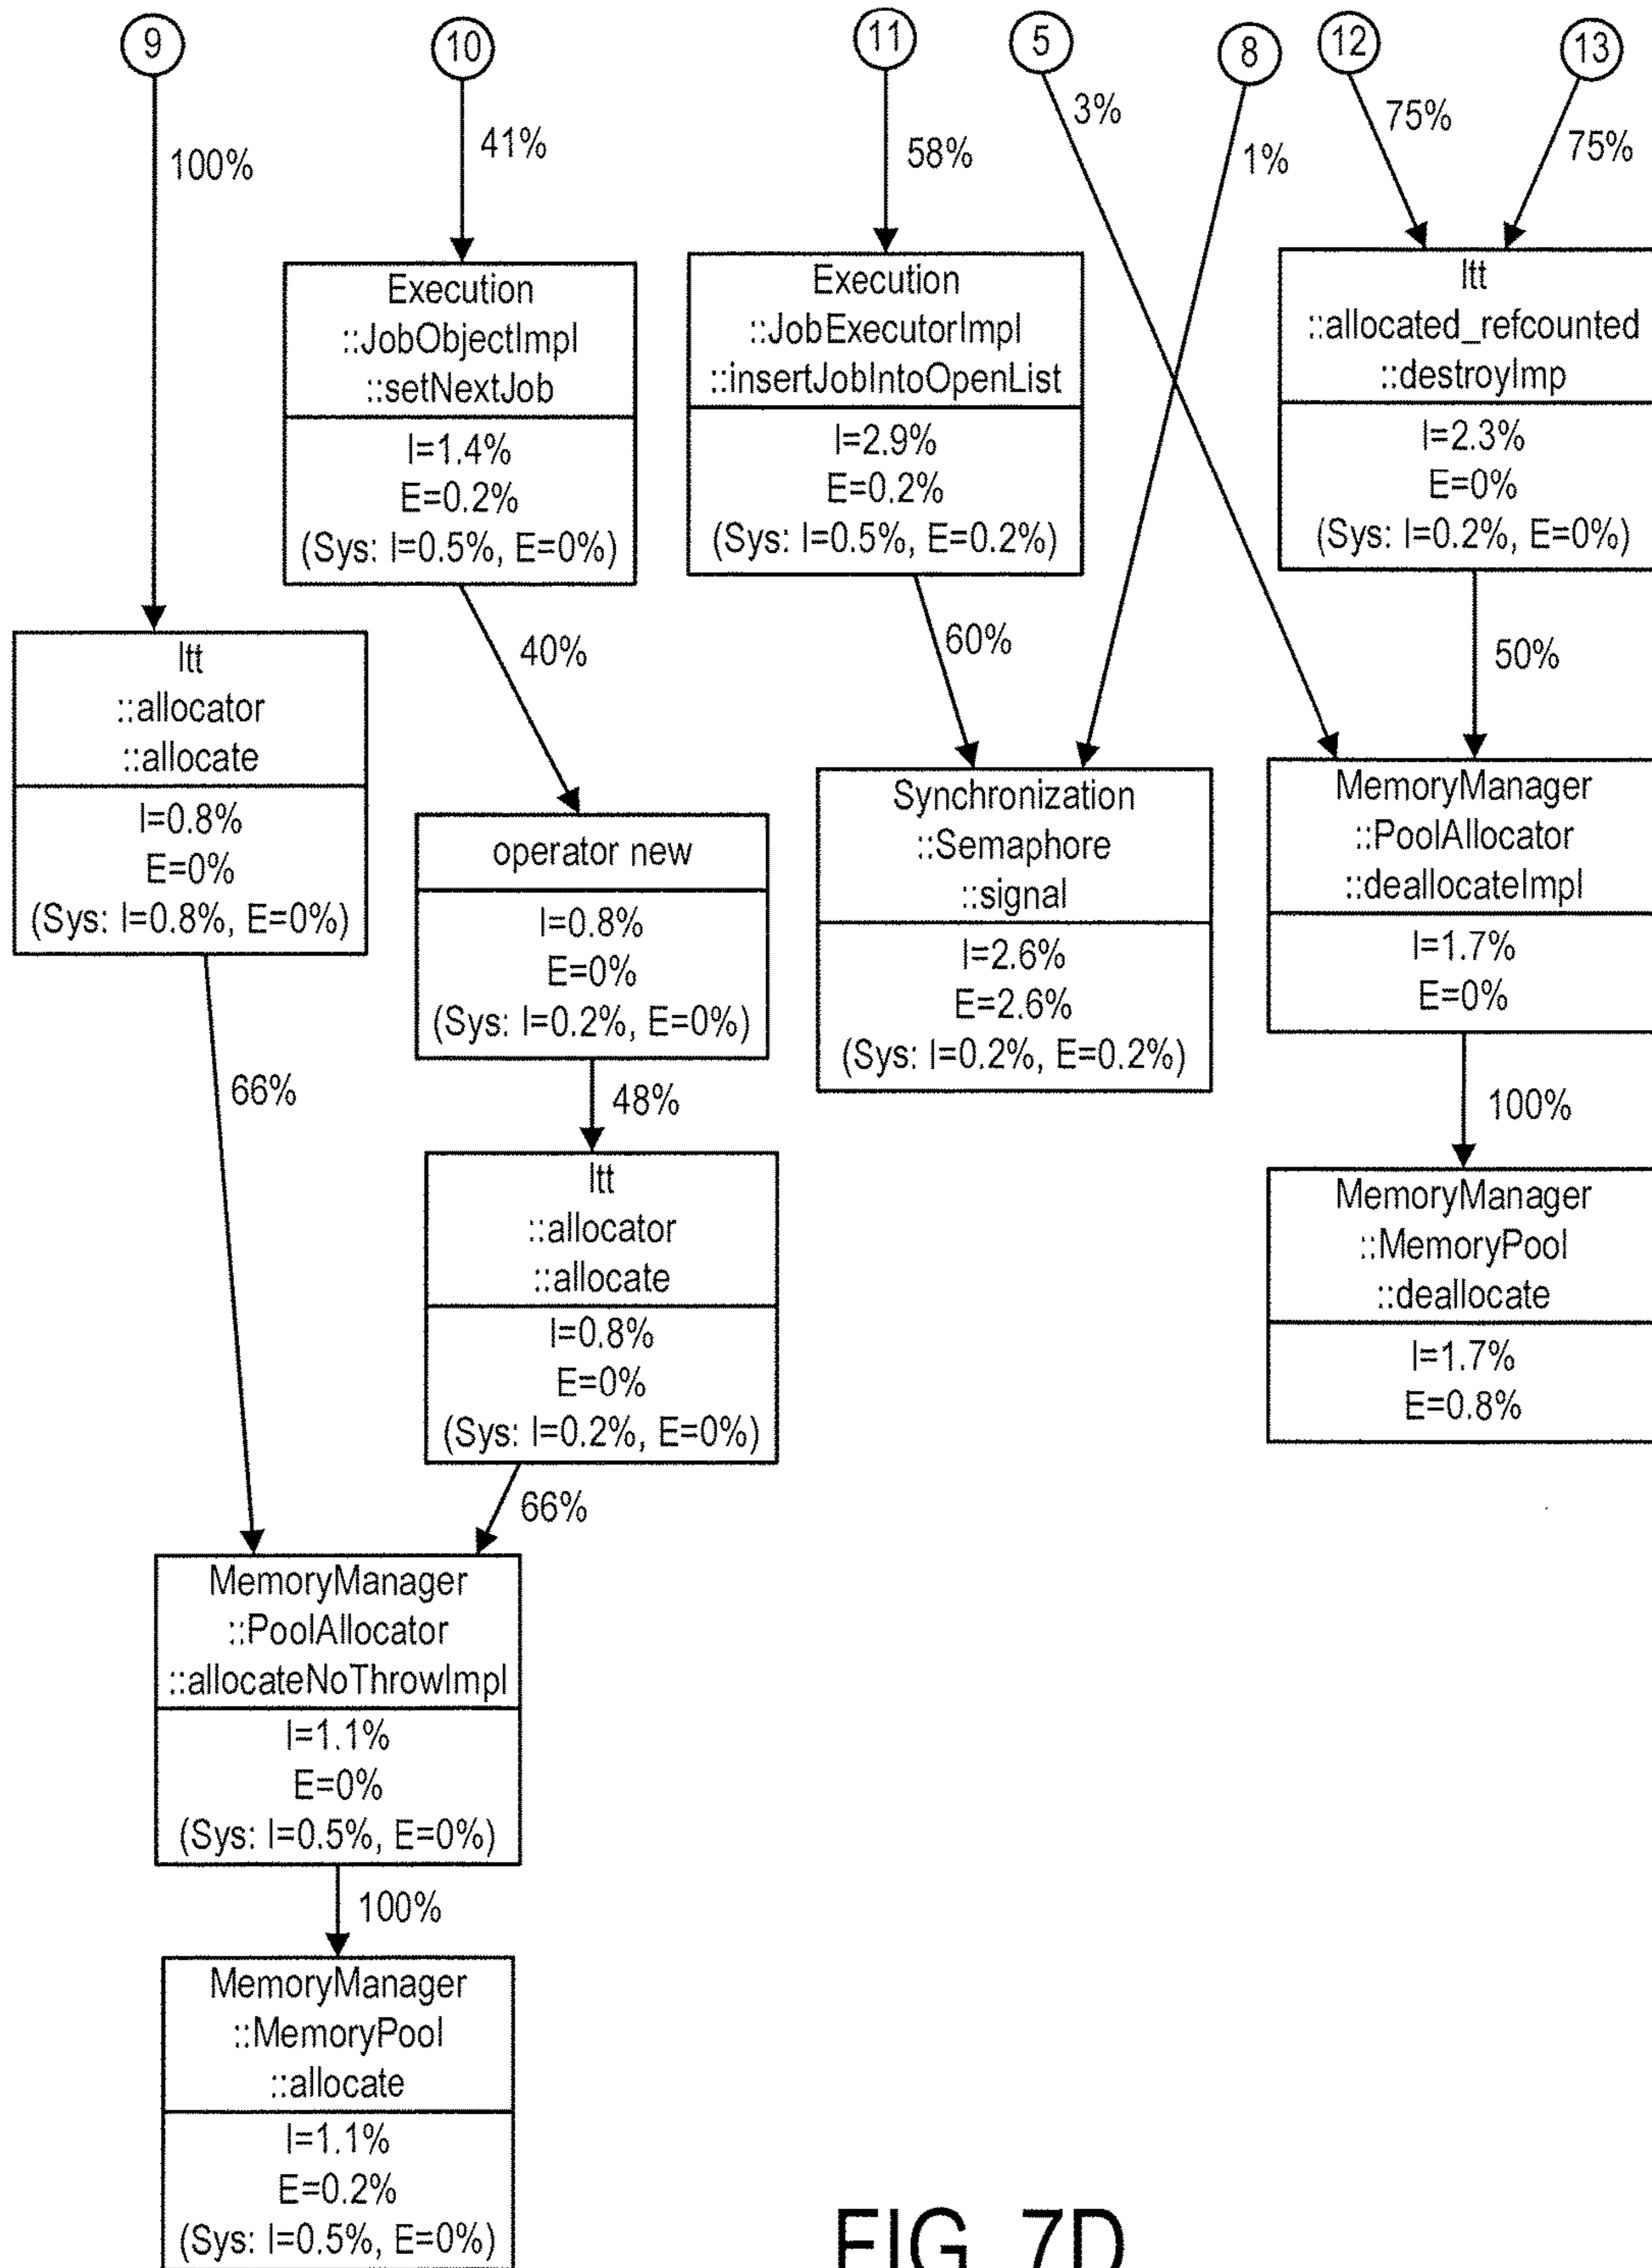 9
10
11
5
8
12
13
100%
41%
58%
3%
1%
75%
75%
Execution
::JobObjectImpl
::setNextJob
I=1.4%
E=0.2%
(Sys: I=0.5%, E=0%)
Execution
::JobExecutorImpl
::insertJobIntoOpenList
I=2.9%
E=0.2%
(Sys: I=0.5%, E=0.2%)
ltt
::allocated_refcounted
::destroyImp
I=2.3%
E=0%
(Sys: I=0.2%, E=0%)
40%
60%
50%
ltt
::allocator
::allocate
I=0.8%
E=0%
(Sys: I=0.8%, E=0%)
operator new
I=0.8%
E=0%
(Sys: I=0.2%, E=0%)
Synchronization
::Semaphore
::signal
I=2.6%
E=2.6%
(Sys: I=0.2%, E=0.2%)
MemoryManager
::PoolAllocator
::deallocateImpl
I=1.7%
E=0%
66%
48%
100%
ltt
::allocator
::allocate
I=0.8%
E=0%
(Sys: I=0.2%, E=0%)
MemoryManager
::MemoryPool
::deallocate
I=1.7%
E=0.8%
66%
MemoryManager
::PoolAllocator
::allocateNoThrowImpl
I=1.1%
E=0%
(Sys: I=0.5%, E=0%)
100%
MemoryManager
::MemoryPool
::allocate
I=1.1%
E=0.2%
(Sys: I=0.5%, E=0%)
FIG. 7D